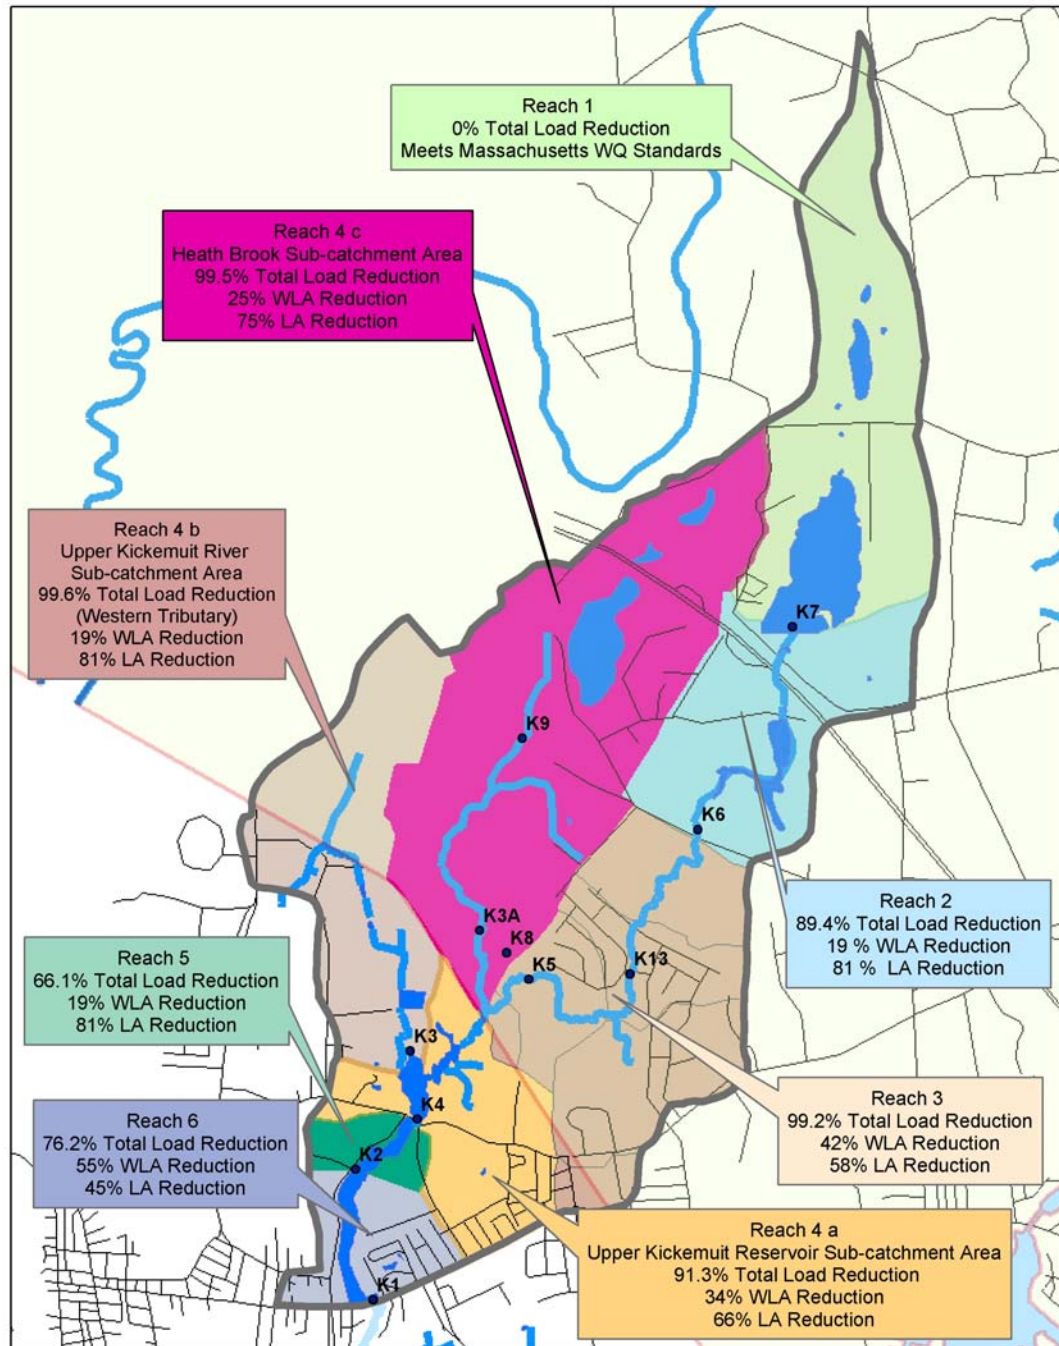 Reach 1
0% Total Load Reduction
Meets Massachusetts WQ Standards
Reach 4 c
Heath Brook Sub-catchment Area
99.5% Total Load Reduction
25% WLA Reduction
75% LA Reduction
Reach 4 b
Upper Kickemuit River
Sub-catchment Area
99.6% Total Load Reduction
(Western Tributary)
19% WLA Reduction
81% LA Reduction
K7
K9
K6
K3A
K8
K5
K13
Reach 2
89.4% Total Load Reduction
19 % WLA Reduction
81 % LA Reduction
Reach 5
66.1% Total Load Reduction
19% WLA Reduction
81% LA Reduction
K3
K4
K2
Reach 3
99.2% Total Load Reduction
42% WLA Reduction
58% LA Reduction
Reach 6
76.2% Total Load Reduction
55% WLA Reduction
45% LA Reduction
K1
Reach 4 a
Upper Kickemuit Reservoir Sub-catchment Area
91.3% Total Load Reduction
34% WLA Reduction
66% LA Reduction